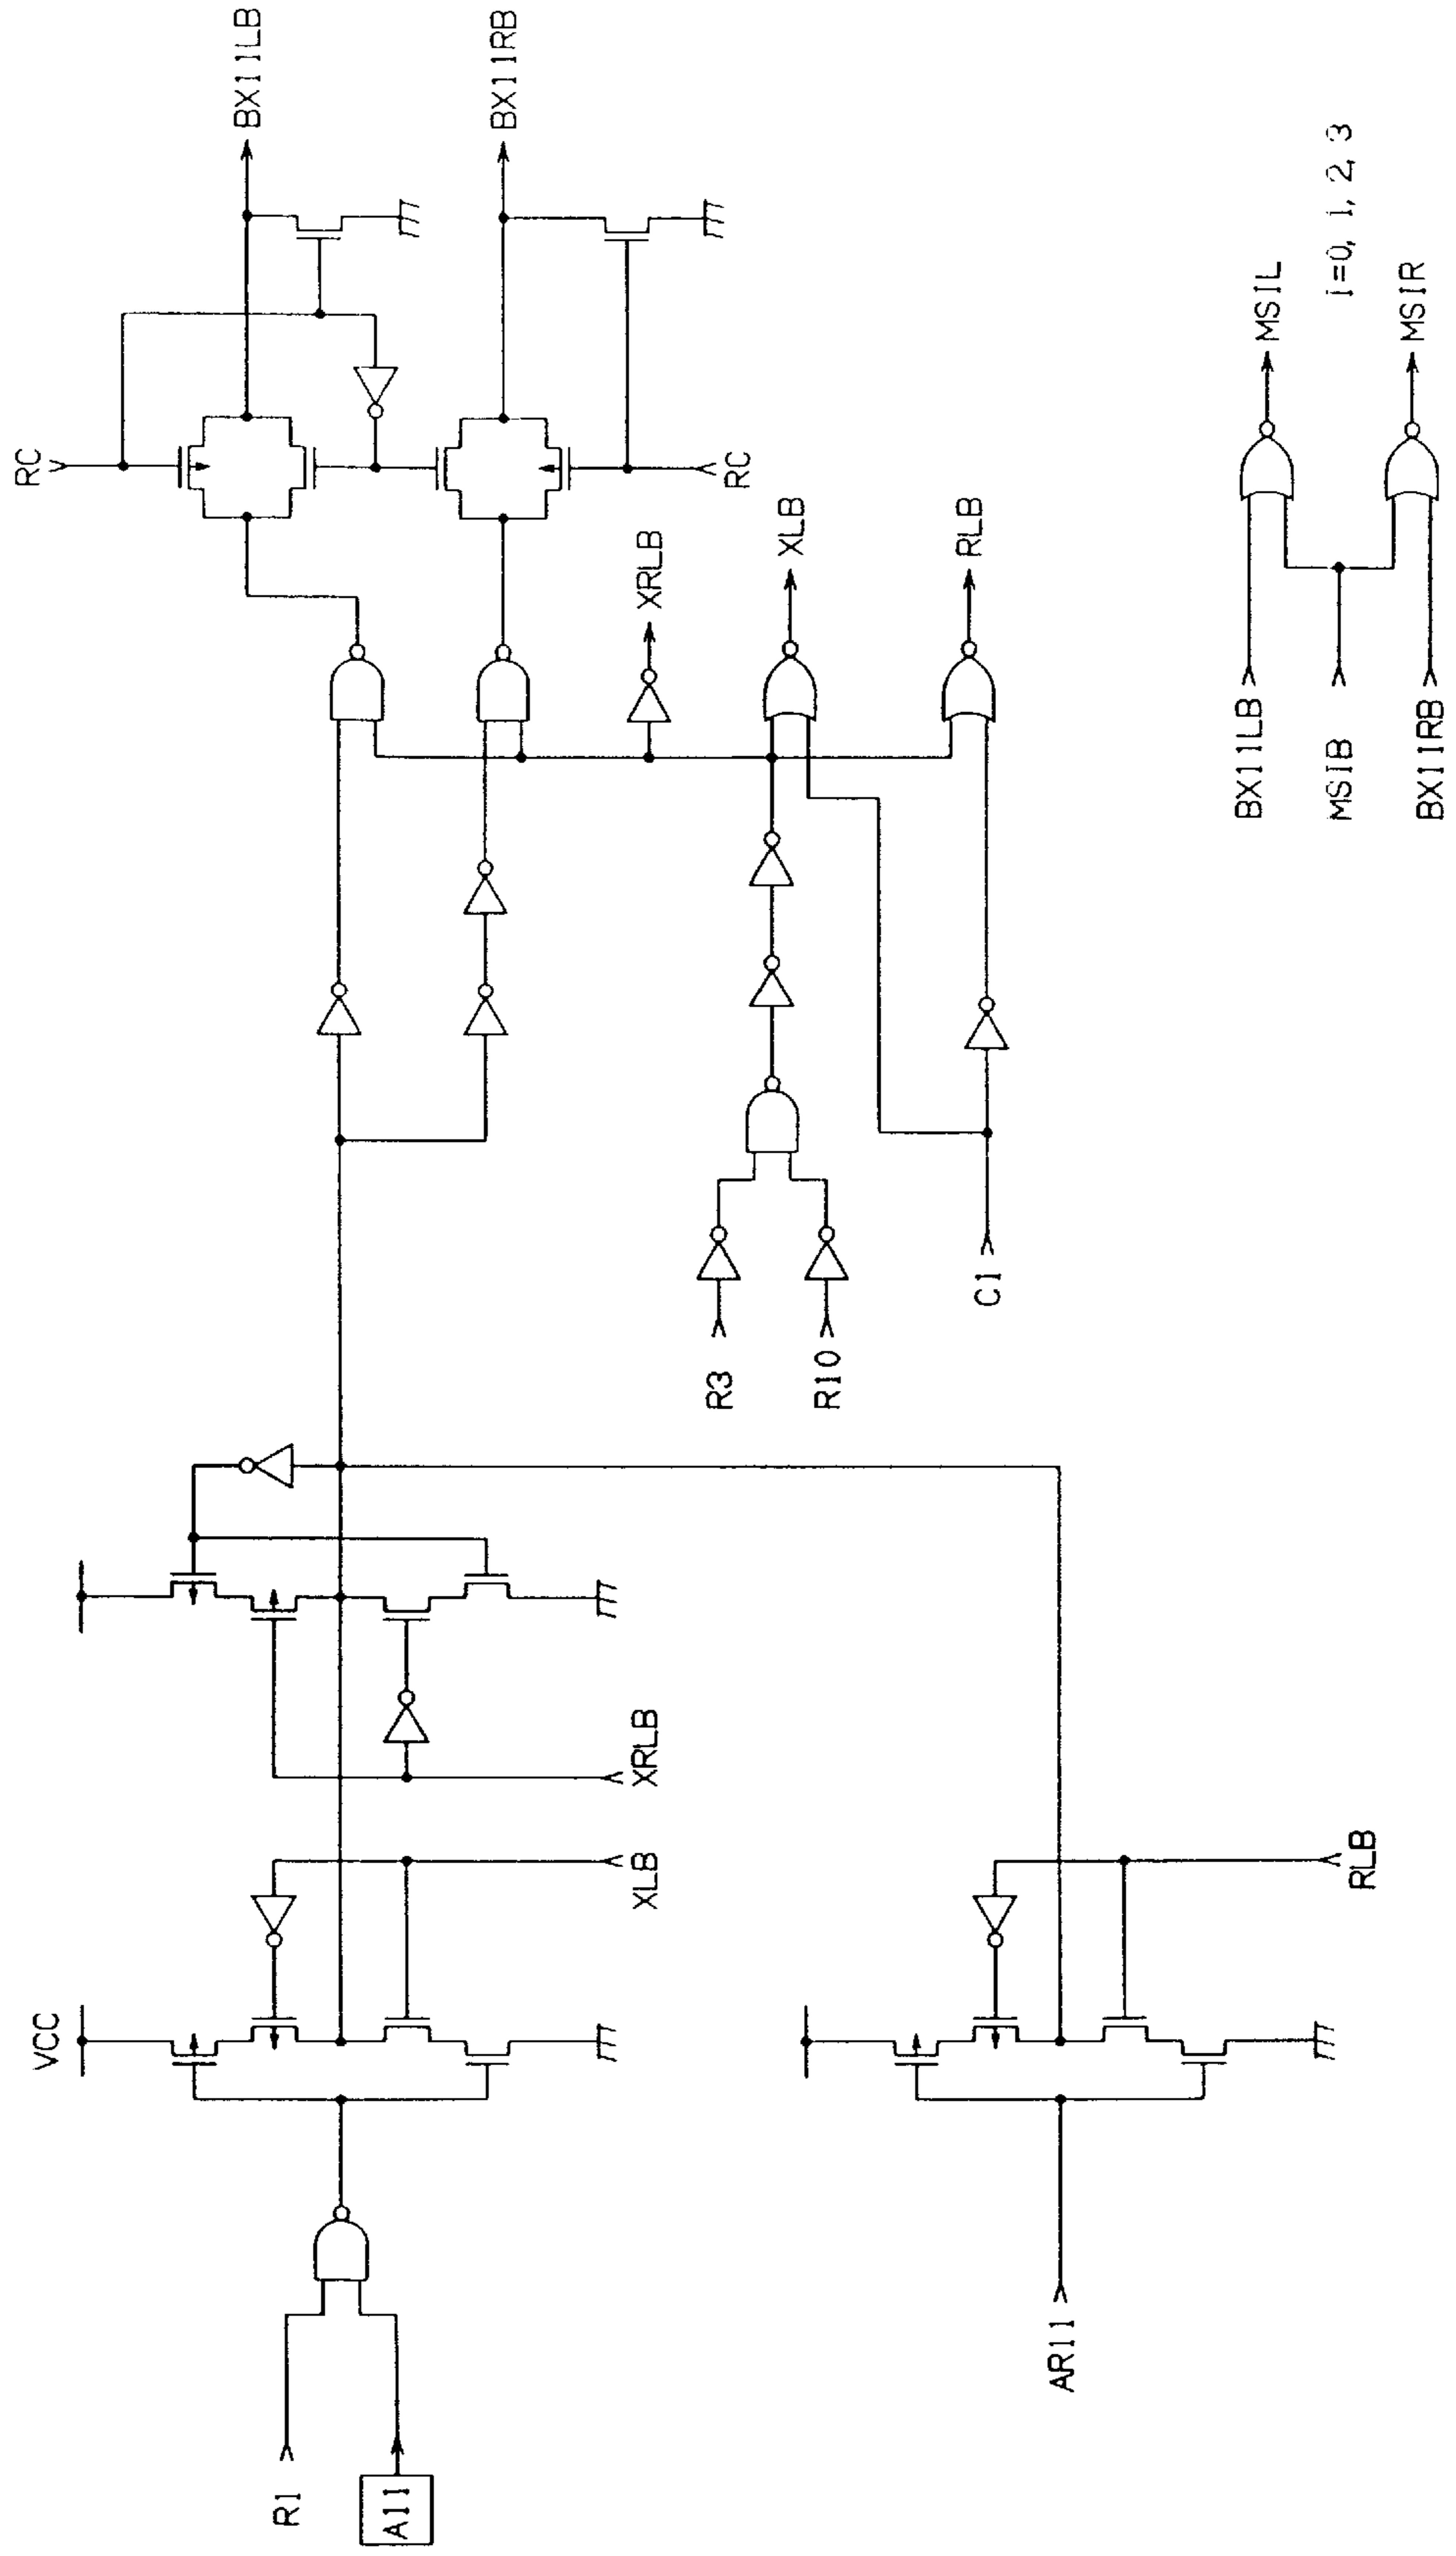 RC
BX11LB
BX11RB
RC
XRLB
XLB
RLB
MSIL
i=0, 1, 2, 3
MSIR
BX11LB
MSIB
BX11RB
R3
R10
C1
VCC
XLB
XRLB
RLB
R1
A11
AR11